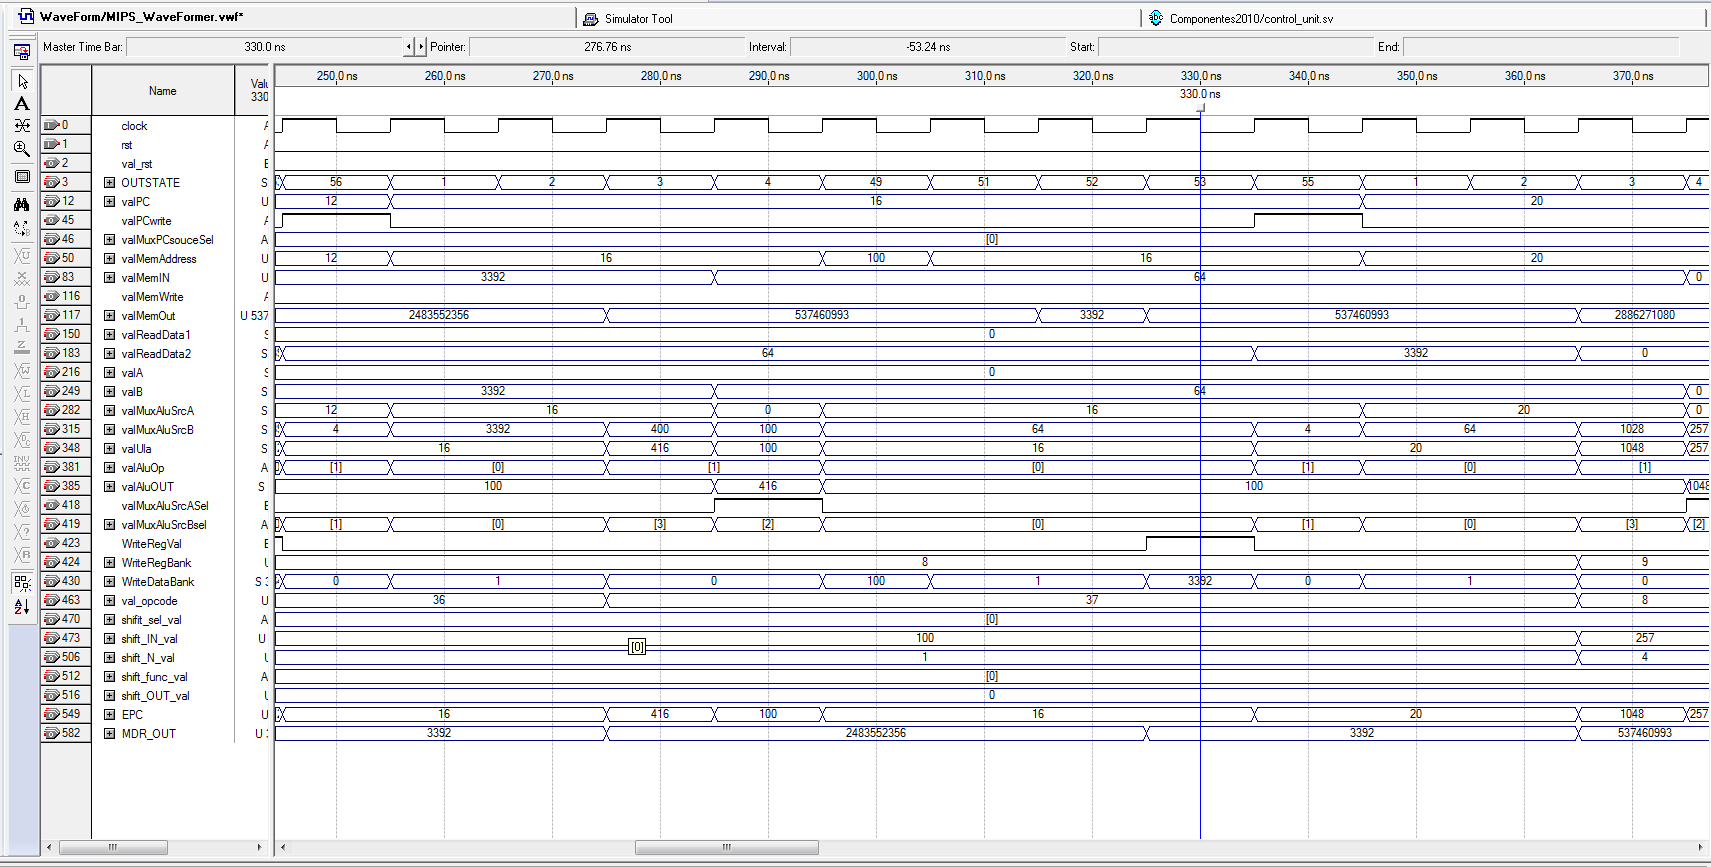 WaveForm/MIPS_WaveFormer.vwf*
Simulator Tool
abc Componentes2010/control_unit.sv
Master Time Bar: 330.0 ns Pointer: 276.76 ns Interval: -53.24 ns Start: End:
Name Valu 330
250.0 ns 260.0 ns 270.0 ns 280.0 ns 290.0 ns 300.0 ns 310.0 ns 320.0 ns 330.0 ns 340.0 ns 350.0 ns 360.0 ns 370.0 ns
330.0 ns
0 clock A
1 rst A
2 val_rst B
3 OUTSTATE S 56 1 2 3 4 49 51 52 53 55 1 2 3 4
12 valPC U 12 16 20
45 valPCwrite A
46 valMuxPCsouceSel A [0]
50 valMemAddress U 12 16 100 16 20
83 valMemIN U 3392 64 0
116 valMemWrite A
117 valMemOut U 537 2483552356 537460993 3392 537460993 2886271080
150 valReadData1 S 0
183 valReadData2 S 64 3392 0
216 valA S 0
249 valB S 3392 64 0
282 valMuxAluSrcA S 12 16 0 16 20 0
315 valMuxAluSrcB S 4 3392 400 100 64 4 64 1028 257
348 valUla S 16 416 100 16 20 1048 257
381 valAluOp A [1] [0] [1] [0] [1] [0] [1]
385 valAluOUT S 100 416 100 1048
418 valMuxAluSrcASel B
419 valMuxAluSrcBsel A [1] [0] [3] [2] [0] [1] [0] [3] [2]
423 WriteRegVal B
424 WriteRegBank U 8 9
430 WriteDataBank S 0 1 0 100 1 3392 0 1 0
463 val_opcode U 36 37 8
470 shifit_sel_val A [0]
473 shift_IN_val U 100 257
[0]
506 shift_N_val U 1 4
512 shift_func_val A [0]
516 shift_OUT_val U 0
549 EPC U 16 416 100 16 20 1048 257
582 MDR_OUT U 3392 2483552356 3392 537460993